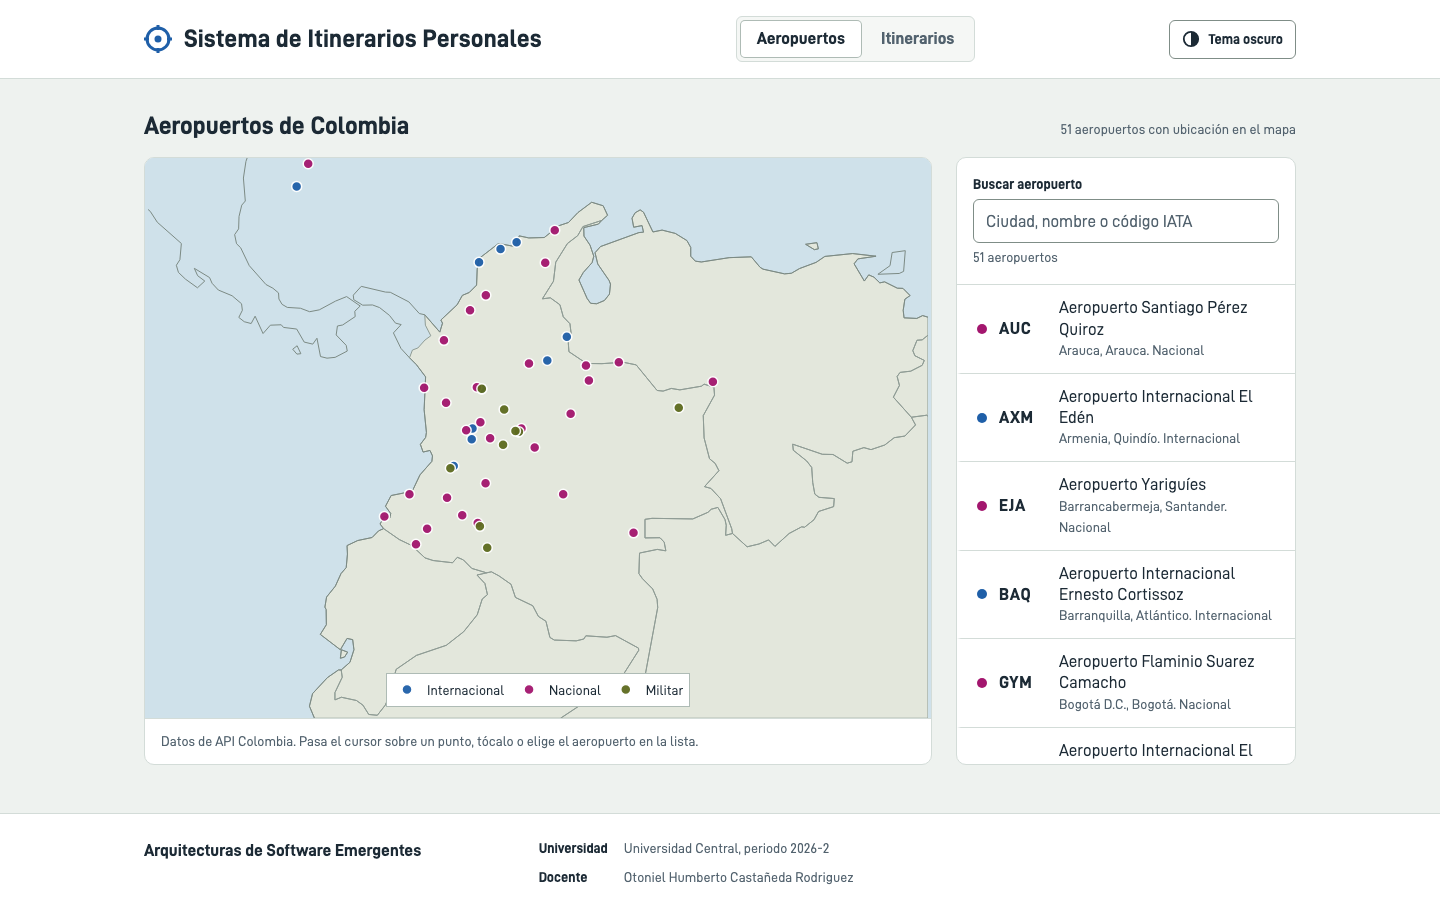 Sistema de Itinerarios Personales
Aeropuertos
Itinerarios
Tema oscuro
Aeropuertos de Colombia
51 aeropuertos con ubicación en el mapa
Internacional
Nacional
Militar
Datos de API Colombia. Pasa el cursor sobre un punto, tócalo o elige el aeropuerto en la lista.
Buscar aeropuerto
Ciudad, nombre o código IATA
51 aeropuertos
AUC
Aeropuerto Santiago Pérez
Quiroz
Arauca, Arauca. Nacional
AXM
Aeropuerto Internacional El
Edén
Armenia, Quindío. Internacional
EJA
Aeropuerto Yariguíes
Barrancabermeja, Santander.
Nacional
BAQ
Aeropuerto Internacional
Ernesto Cortissoz
Barranquilla, Atlántico. Internacional
GYM
Aeropuerto Flaminio Suarez
Camacho
Bogotá D.C., Bogotá. Nacional
Aeropuerto Internacional El
Arquitecturas de Software Emergentes
Universidad
Universidad Central, periodo 2026-2
Docente
Otoniel Humberto Castañeda Rodriguez